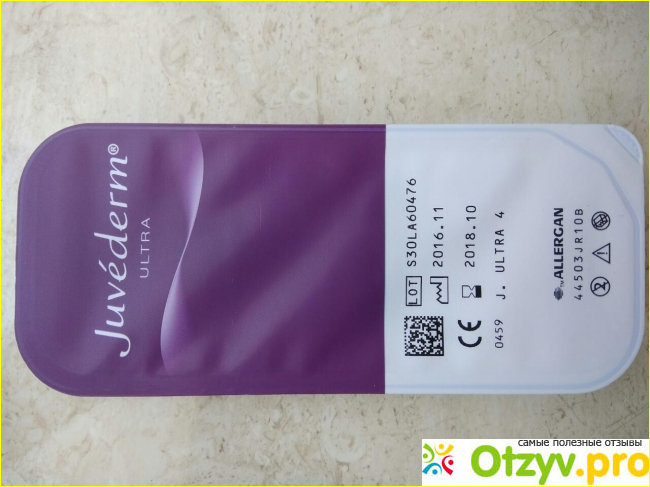 Juvéderm®
ULTRA
LOT S30LA60476
2016.11
2018.10
CE
0459 J. ULTRA 4
ALLERGAN
44503JR10B
2
самые полезные отзывы
Otzyv.pro